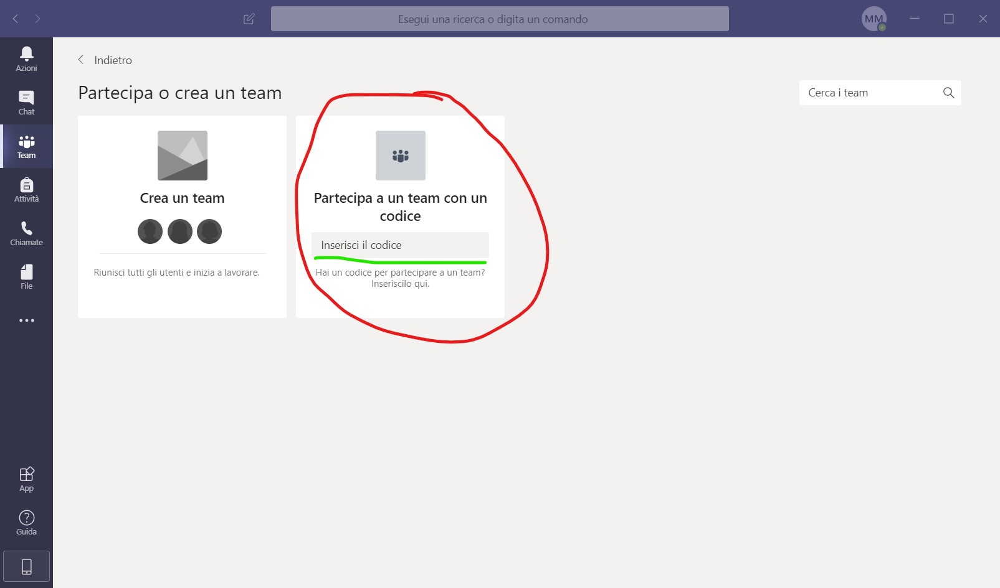 Esegui una ricerca o digita un comando
MM
Azioni
Chat
Team
Attività
Chiamate
File
App
Guida
Indietro
Partecipa o crea un team
Cerca i team
Crea un team
Riunisci tutti gli utenti e inizia a lavorare.
Partecipa a un team con un
codice
Inserisci il codice
Hai un codice per partecipare a un team?
Inseriscilo qui.